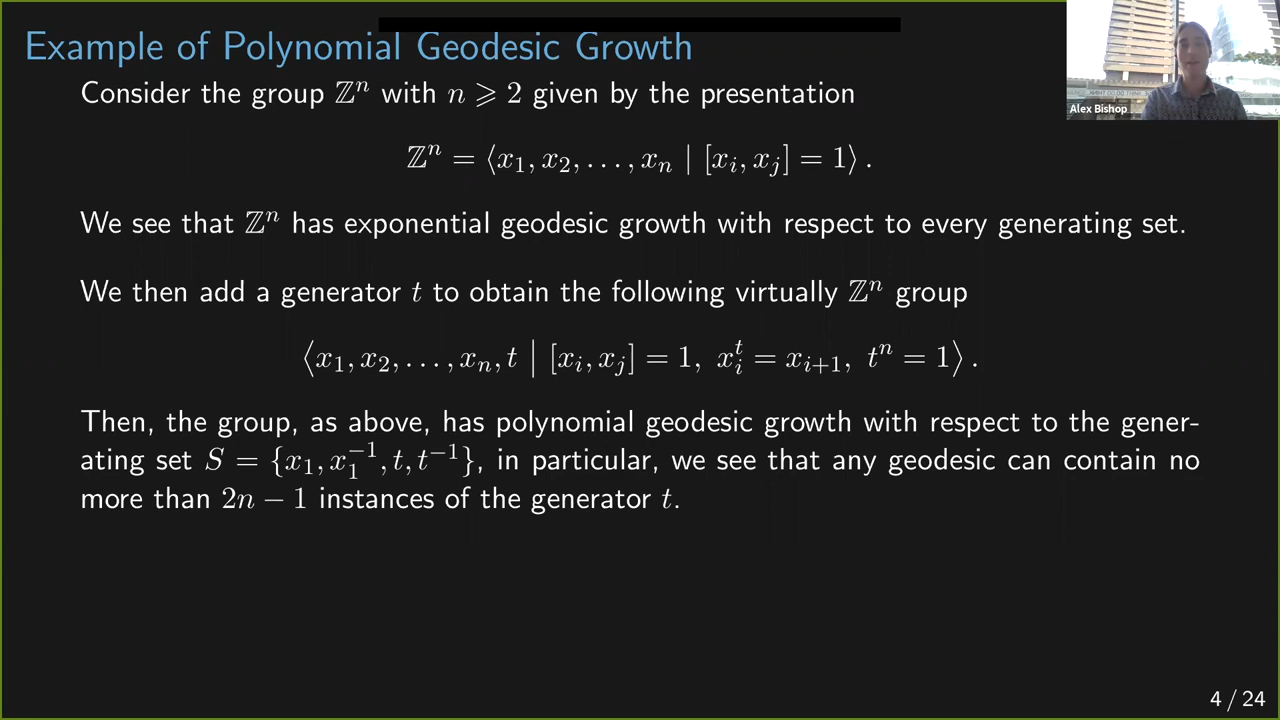 Example of Polynomial Geodesic Growth
Alex Bishop
Consider the group ℤⁿ with n ⩾ 2 given by the presentation
ℤⁿ = ⟨x₁, x₂, . . . , xₙ | [xᵢ, xⱼ] = 1⟩ .
We see that ℤⁿ has exponential geodesic growth with respect to every generating set.
We then add a generator t to obtain the following virtually ℤⁿ group
⟨x₁, x₂, . . . , xₙ, t | [xᵢ, xⱼ] = 1, xᵢᵗ = xᵢ₊₁, tⁿ = 1⟩ .
Then, the group, as above, has polynomial geodesic growth with respect to the gener-
ating set S = {x₁, x₁⁻¹, t, t⁻¹}, in particular, we see that any geodesic can contain no
more than 2n − 1 instances of the generator t.
4 / 24